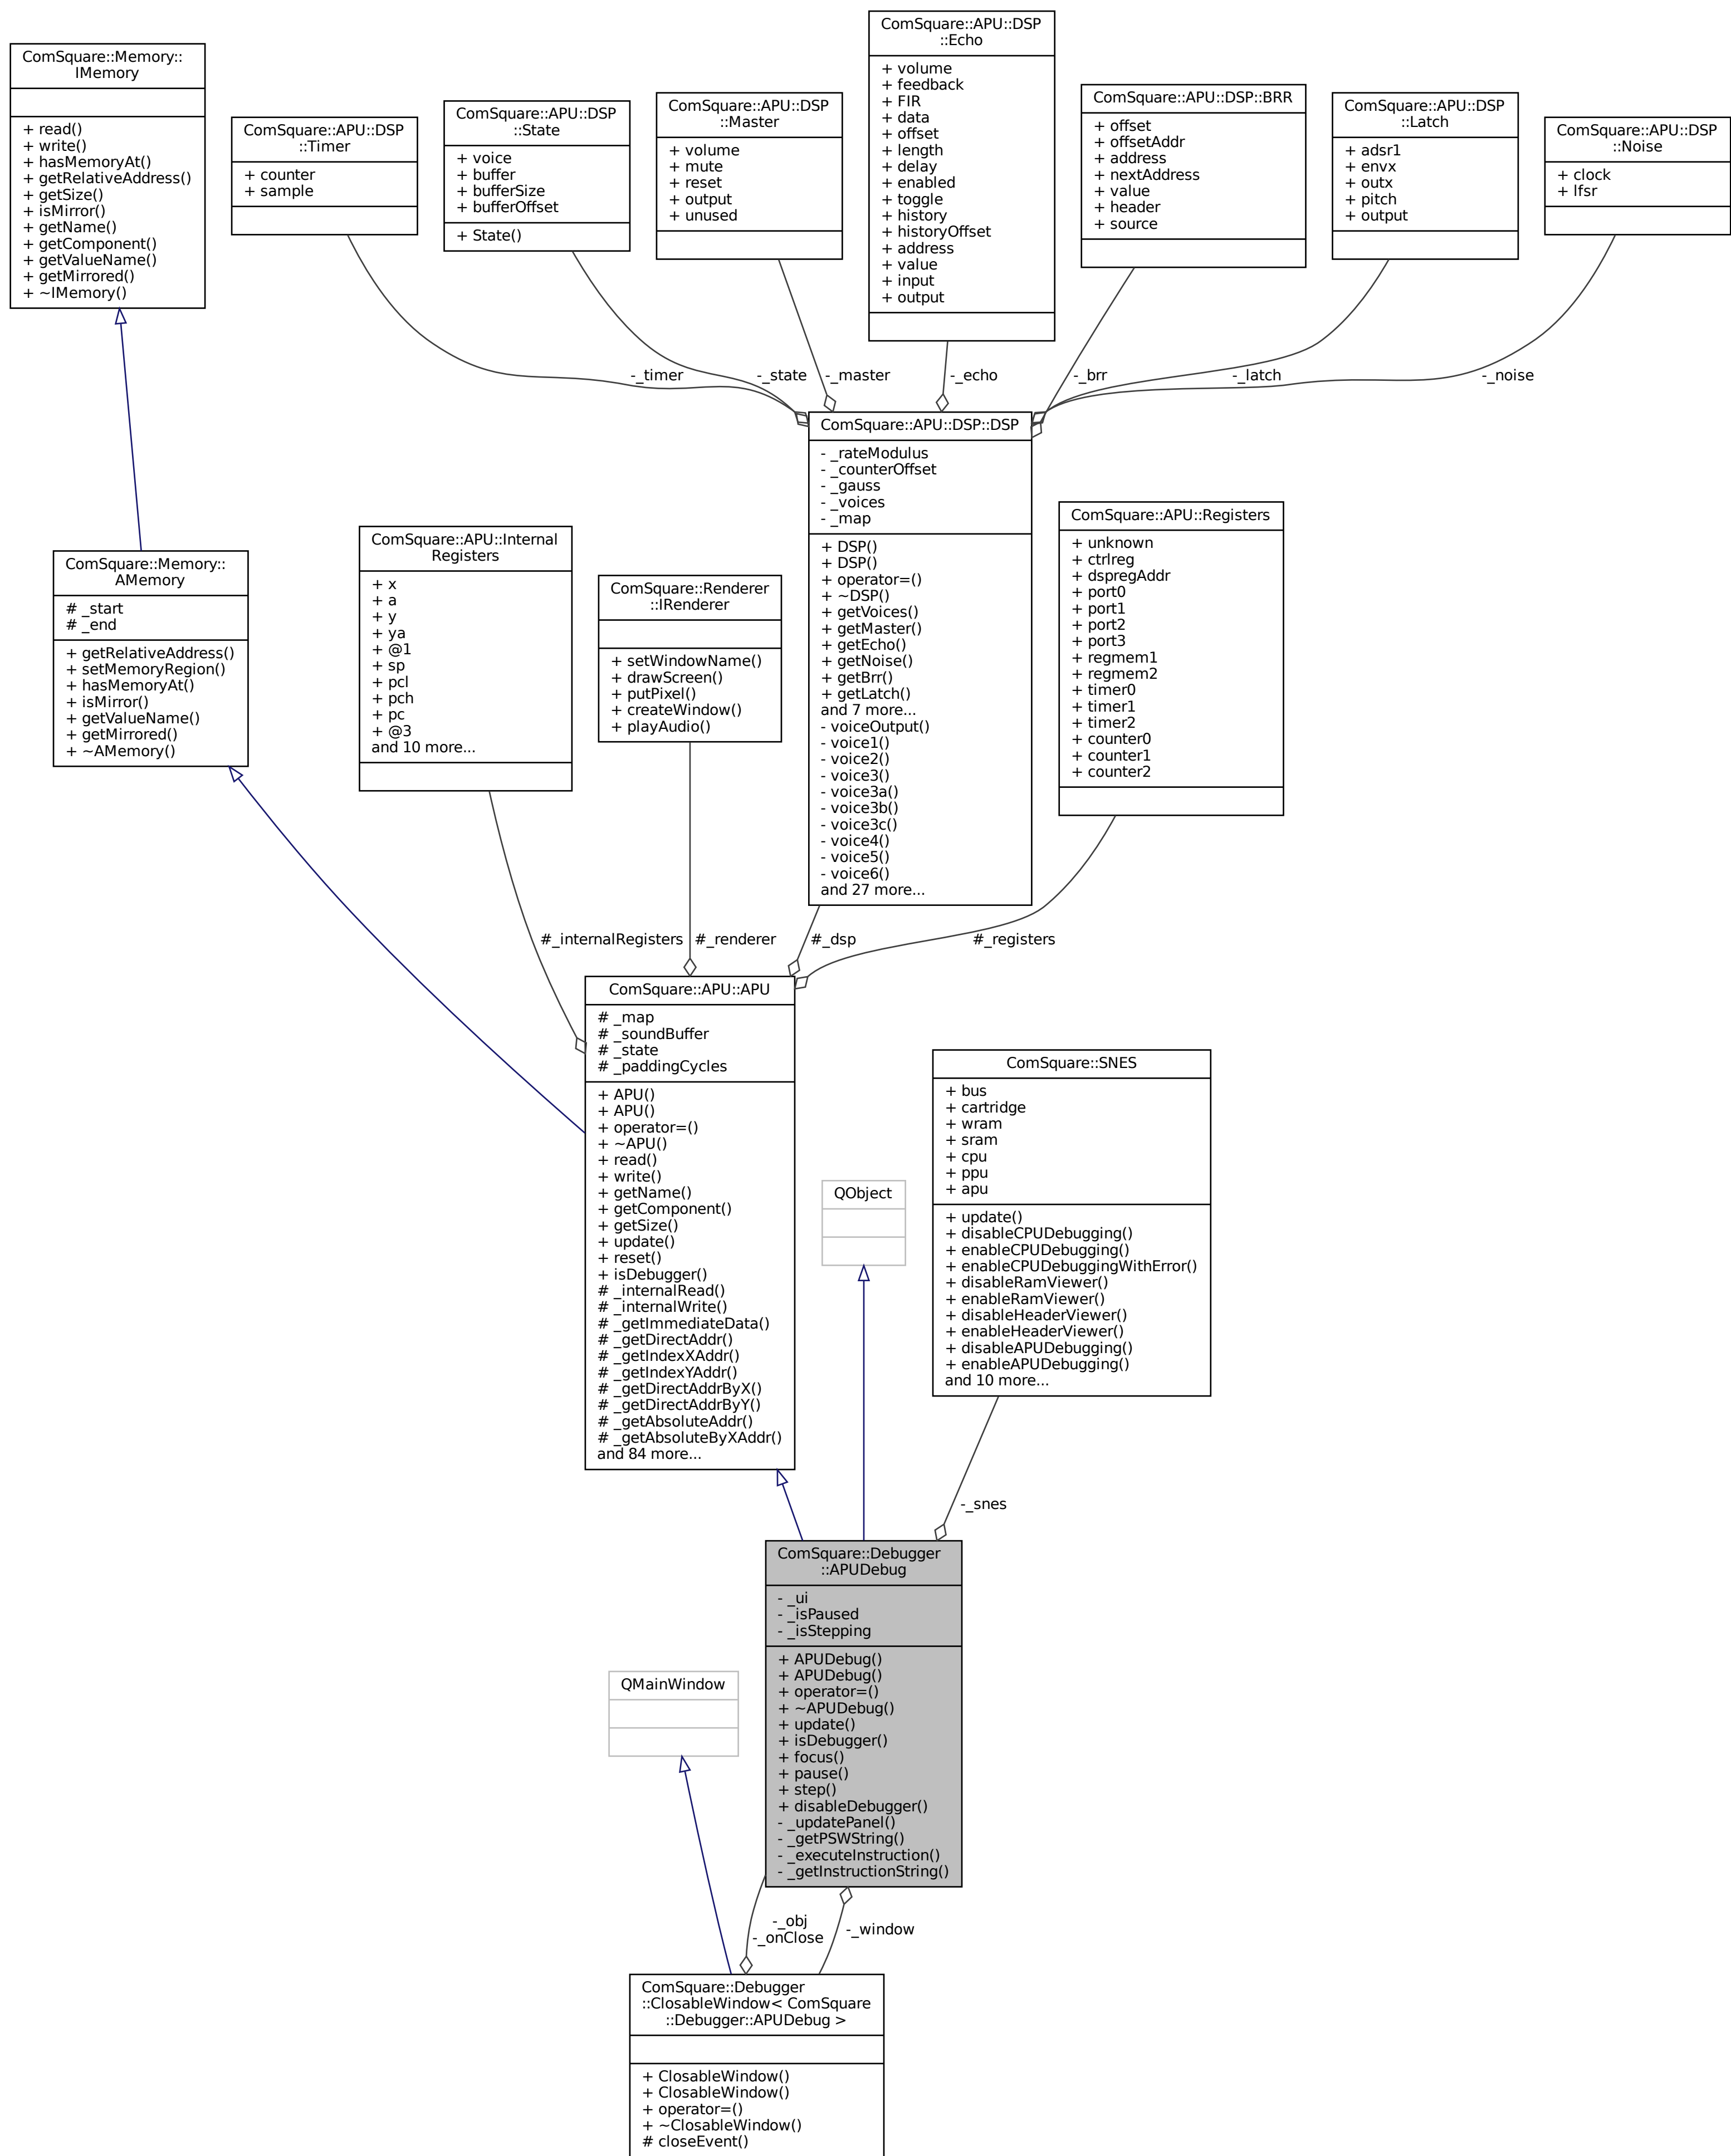 ComSquare::APU::DSP
::Echo
+ volume
+ feedback
+ FIR
+ data
+ offset
+ length
+ delay
+ enabled
+ toggle
+ history
+ historyOffset
+ address
+ value
+ input
+ output
ComSquare::Memory::
IMemory
+ read()
+ write()
+ hasMemoryAt()
+ getRelativeAddress()
+ getSize()
+ isMirror()
+ getName()
+ getComponent()
+ getValueName()
+ getMirrored()
+ ~IMemory()
ComSquare::APU::DSP
::Timer
+ counter
+ sample
ComSquare::APU::DSP
::State
+ voice
+ buffer
+ bufferSize
+ bufferOffset
+ State()
ComSquare::APU::DSP
::Master
+ volume
+ mute
+ reset
+ output
+ unused
ComSquare::APU::DSP::BRR
+ offset
+ offsetAddr
+ address
+ nextAddress
+ value
+ header
+ source
ComSquare::APU::DSP
::Latch
+ adsr1
+ envx
+ outx
+ pitch
+ output
ComSquare::APU::DSP
::Noise
+ clock
+ lfsr
-_timer
-_state
-_master
-_echo
-_brr
-_latch
-_noise
ComSquare::APU::DSP::DSP
- _rateModulus
- _counterOffset
- _gauss
- _voices
- _map
+ DSP()
+ DSP()
+ operator=()
+ ~DSP()
+ getVoices()
+ getMaster()
+ getEcho()
+ getNoise()
+ getBrr()
+ getLatch()
and 7 more...
- voiceOutput()
- voice1()
- voice2()
- voice3()
- voice3a()
- voice3b()
- voice3c()
- voice4()
- voice5()
- voice6()
and 27 more...
ComSquare::Memory::
AMemory
# _start
# _end
+ getRelativeAddress()
+ setMemoryRegion()
+ hasMemoryAt()
+ isMirror()
+ getValueName()
+ getMirrored()
+ ~AMemory()
ComSquare::APU::Internal
Registers
+ x
+ a
+ y
+ ya
+ @1
+ sp
+ pcl
+ pch
+ pc
+ @3
and 10 more...
ComSquare::Renderer
::IRenderer
+ setWindowName()
+ drawScreen()
+ putPixel()
+ createWindow()
+ playAudio()
ComSquare::APU::Registers
+ unknown
+ ctrlreg
+ dspregAddr
+ port0
+ port1
+ port2
+ port3
+ regmem1
+ regmem2
+ timer0
+ timer1
+ timer2
+ counter0
+ counter1
+ counter2
#_internalRegisters
#_renderer
#_dsp
#_registers
ComSquare::APU::APU
# _map
# _soundBuffer
# _state
# _paddingCycles
+ APU()
+ APU()
+ operator=()
+ ~APU()
+ read()
+ write()
+ getName()
+ getComponent()
+ getSize()
+ update()
+ reset()
+ isDebugger()
# _internalRead()
# _internalWrite()
# _getImmediateData()
# _getDirectAddr()
# _getIndexXAddr()
# _getIndexYAddr()
# _getDirectAddrByX()
# _getDirectAddrByY()
# _getAbsoluteAddr()
# _getAbsoluteByXAddr()
and 84 more...
QObject
ComSquare::SNES
+ bus
+ cartridge
+ wram
+ sram
+ cpu
+ ppu
+ apu
+ update()
+ disableCPUDebugging()
+ enableCPUDebugging()
+ enableCPUDebuggingWithError()
+ disableRamViewer()
+ enableRamViewer()
+ disableHeaderViewer()
+ enableHeaderViewer()
+ disableAPUDebugging()
+ enableAPUDebugging()
and 10 more...
-_snes
ComSquare::Debugger
::APUDebug
- _ui
- _isPaused
- _isStepping
+ APUDebug()
+ APUDebug()
+ operator=()
+ ~APUDebug()
+ update()
+ isDebugger()
+ focus()
+ pause()
+ step()
+ disableDebugger()
- _updatePanel()
- _getPSWString()
- _executeInstruction()
- _getInstructionString()
QMainWindow
-_obj
-_onClose
-_window
ComSquare::Debugger
::ClosableWindow< ComSquare
::Debugger::APUDebug >
+ ClosableWindow()
+ ClosableWindow()
+ operator=()
+ ~ClosableWindow()
# closeEvent()